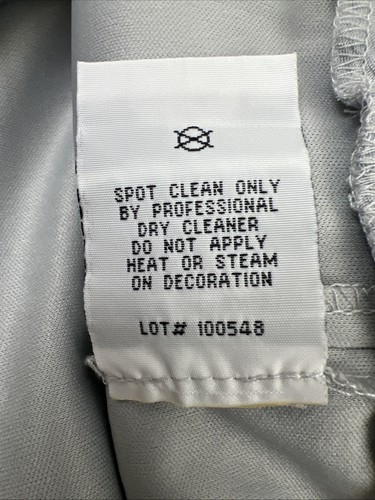 SPOT CLEAN ONLY
BY PROFESSIONAL
DRY CLEANER
DO NOT APPLY
HEAT OR STEAM
ON DECORATION
LOT# 100548